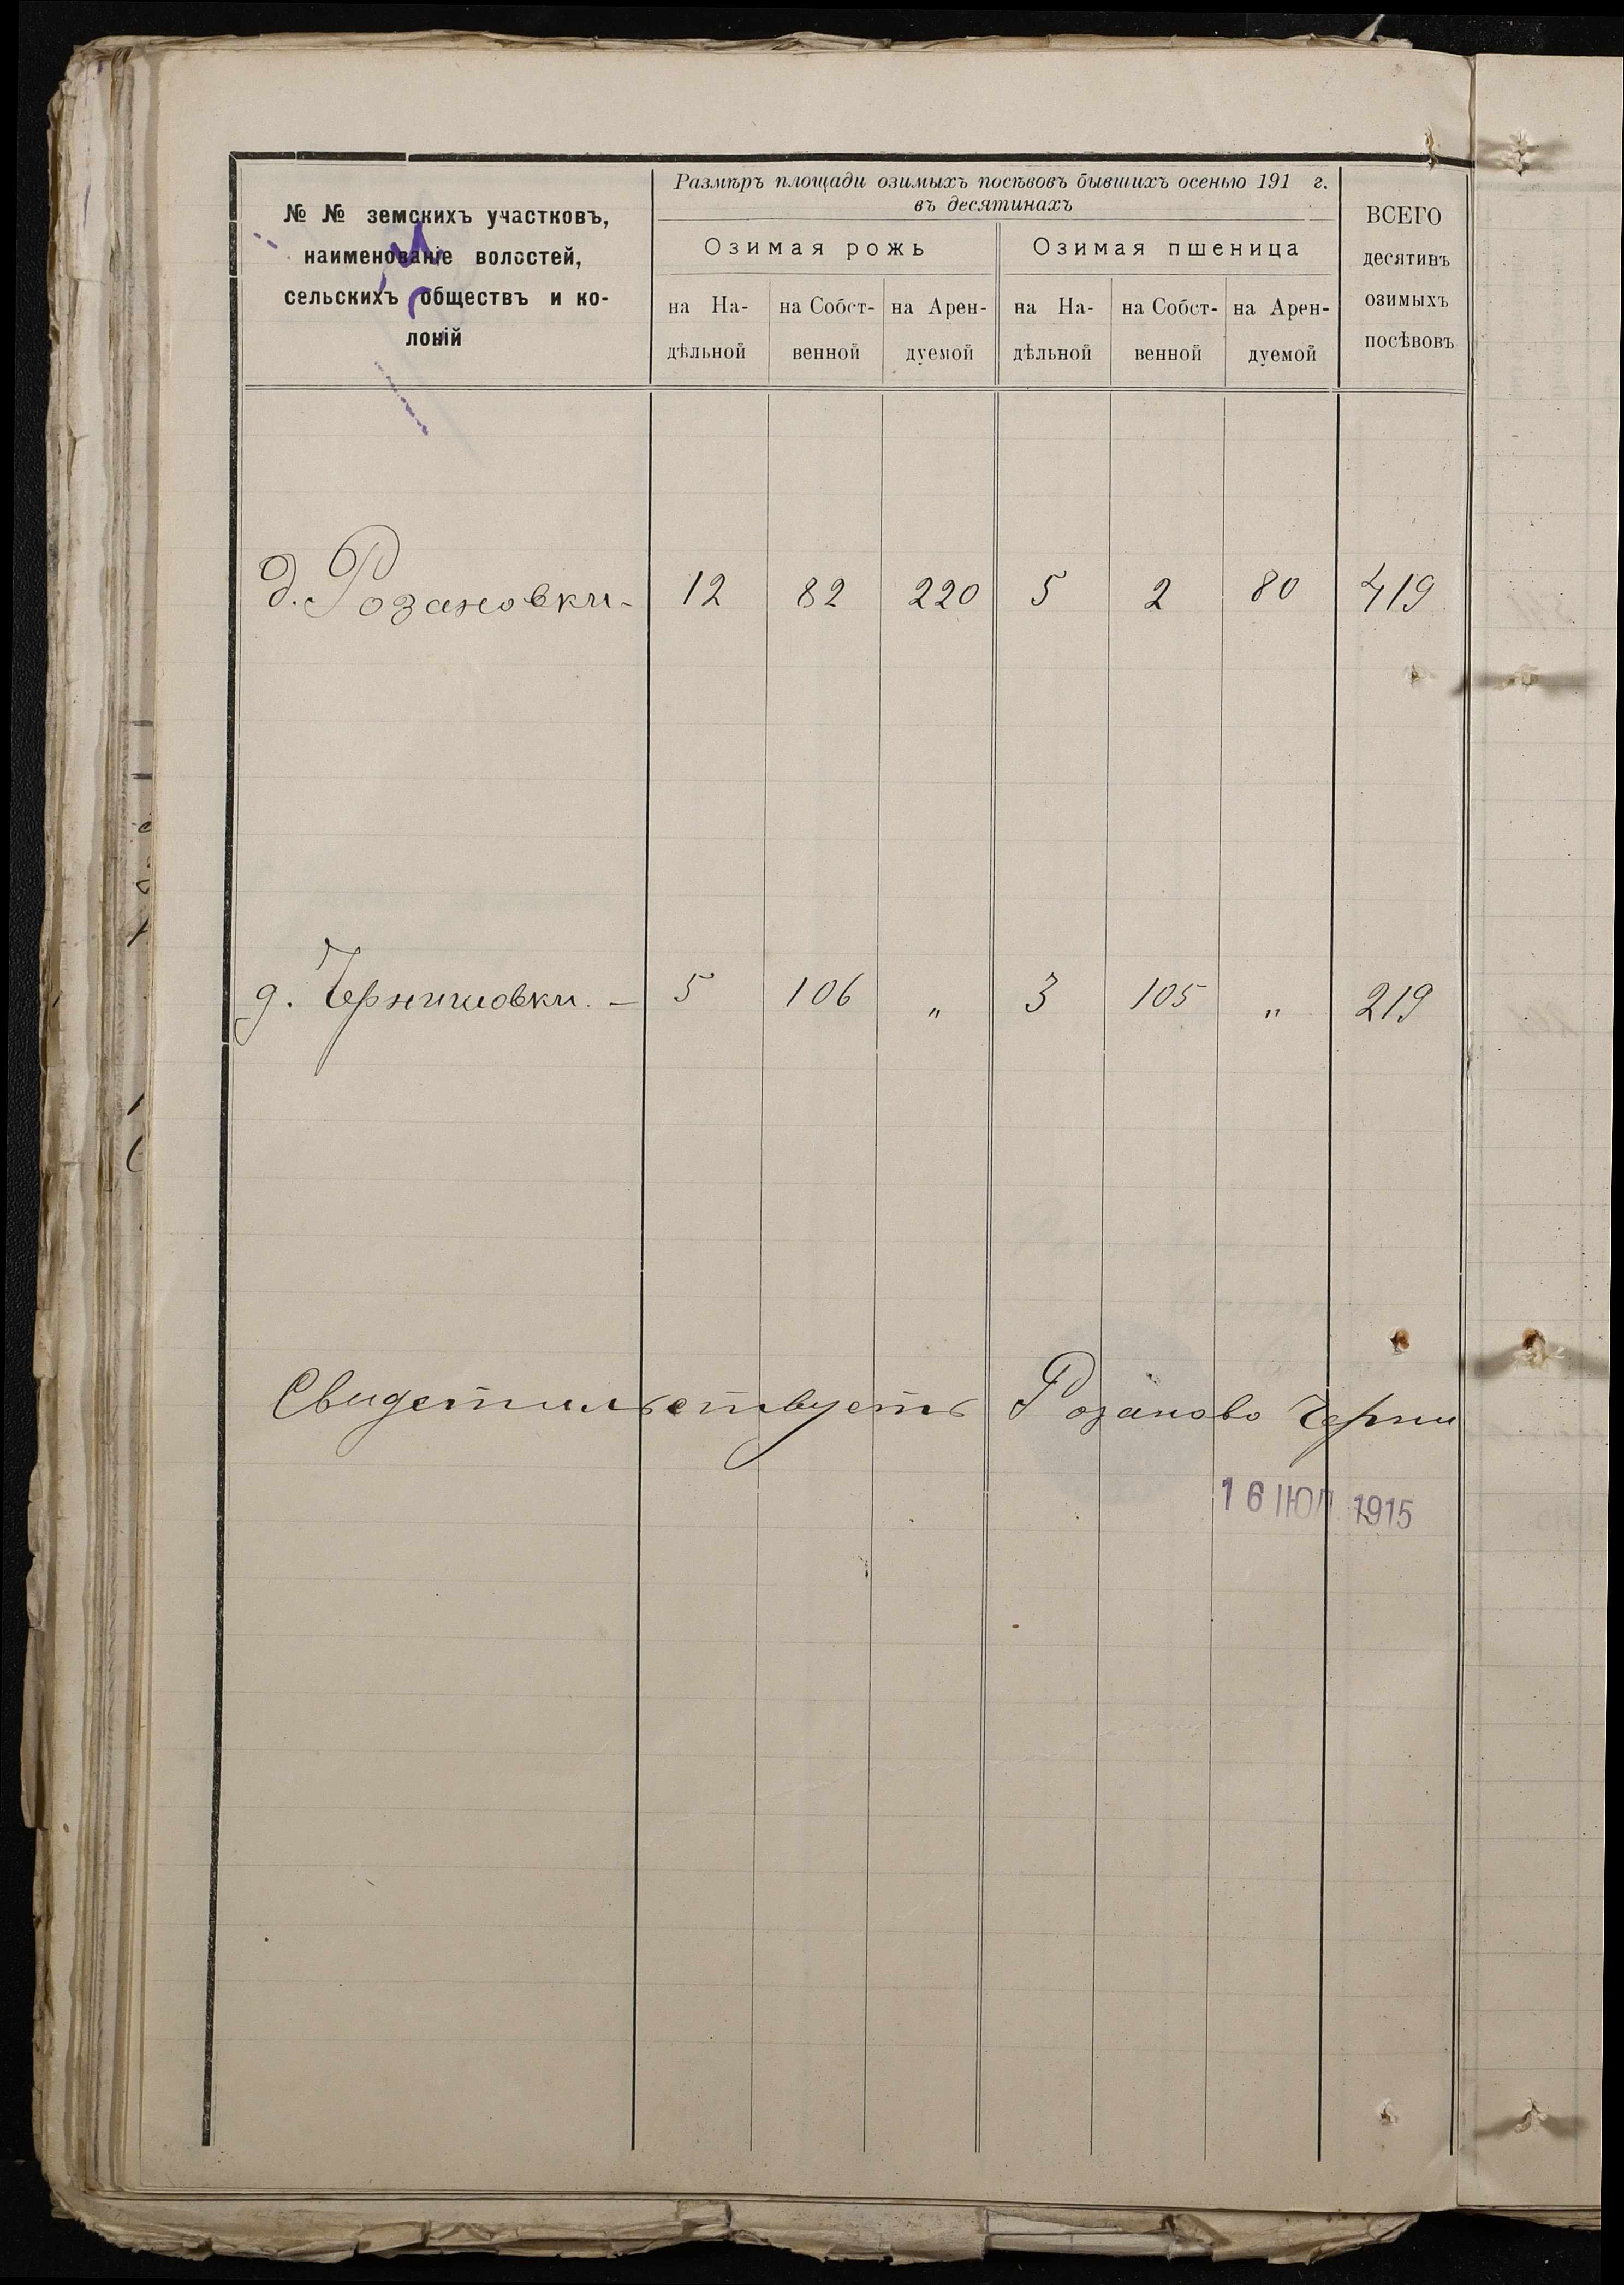 № № земскихъ участковъ,
наименованіе волостей,
сельскихъ обществъ и ко-
лоній
Размѣръ площади озимыхъ посѣвовъ бывшихъ осенью 191 г.
въ десятинахъ
Озимая рожь
Озимая пшеница
на На-
дѣльной
на Собст-
венной
на Арен-
дуемой
на На-
дѣльной
на Собст-
венной
на Арен-
дуемой
ВСЕГО
десятинъ
озимыхъ
посѣвовъ
д. Розановки - 12 82 220 5 2 80 419
д. Чернишовки. — 5 106 „ 3 105 „ 219
Свидетильствуетъ Розаново Черни
16 ІЮЛ 1915